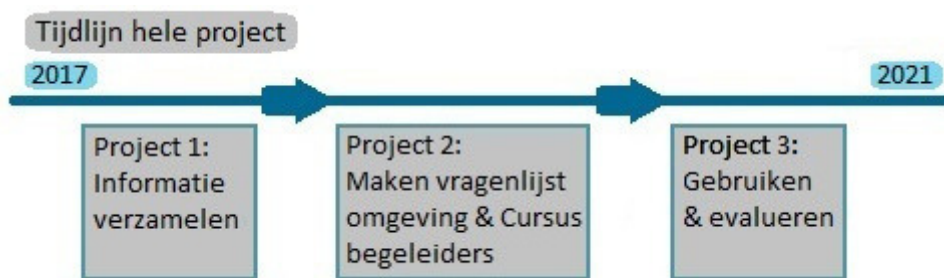 Tijdlijn hele project
2017
2021
Project 1:
Informatie
verzamelen
Project 2:
Maken vragenlijst
omgeving & Cursus
begeleiders
Project 3:
Gebruiken
& evalueren